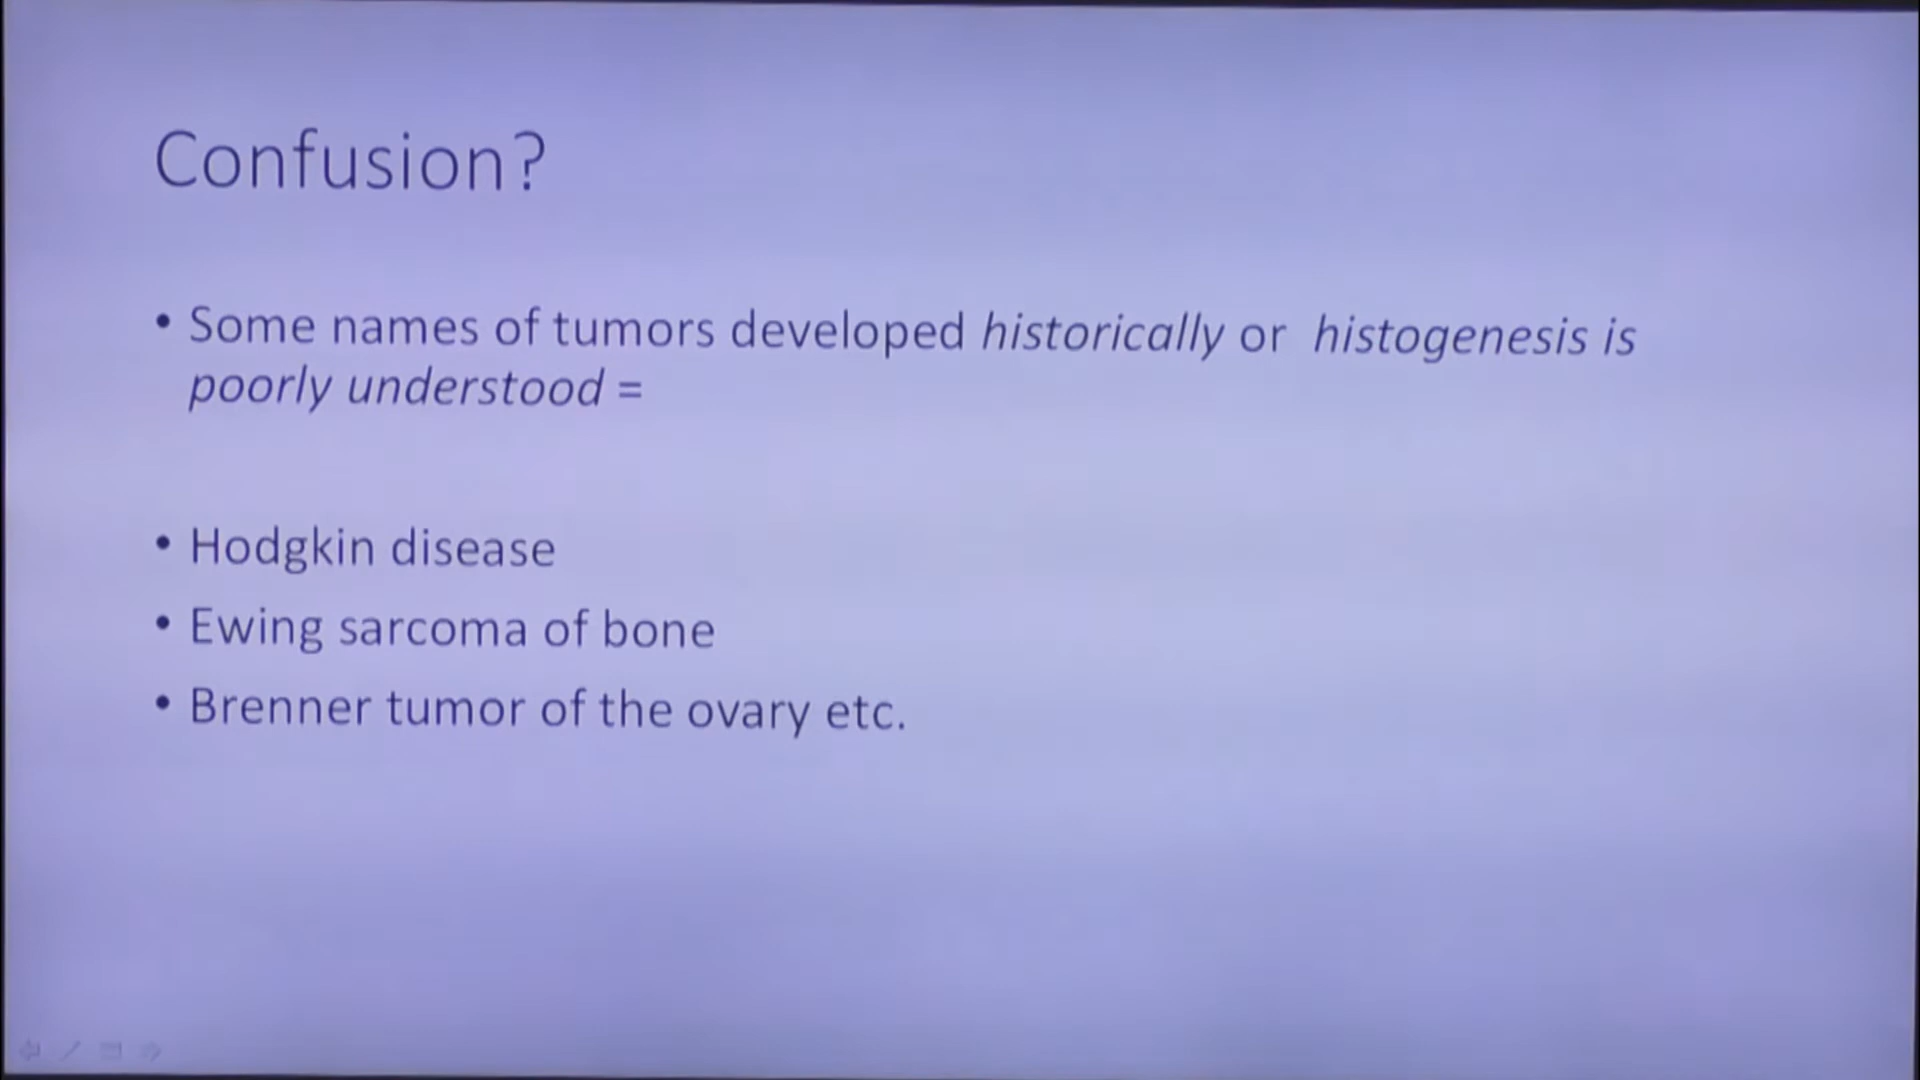 Confusion?
• Some names of tumors developed historically or histogenesis is
poorly understood =
• Hodgkin disease
• Ewing sarcoma of bone
• Brenner tumor of the ovary etc.